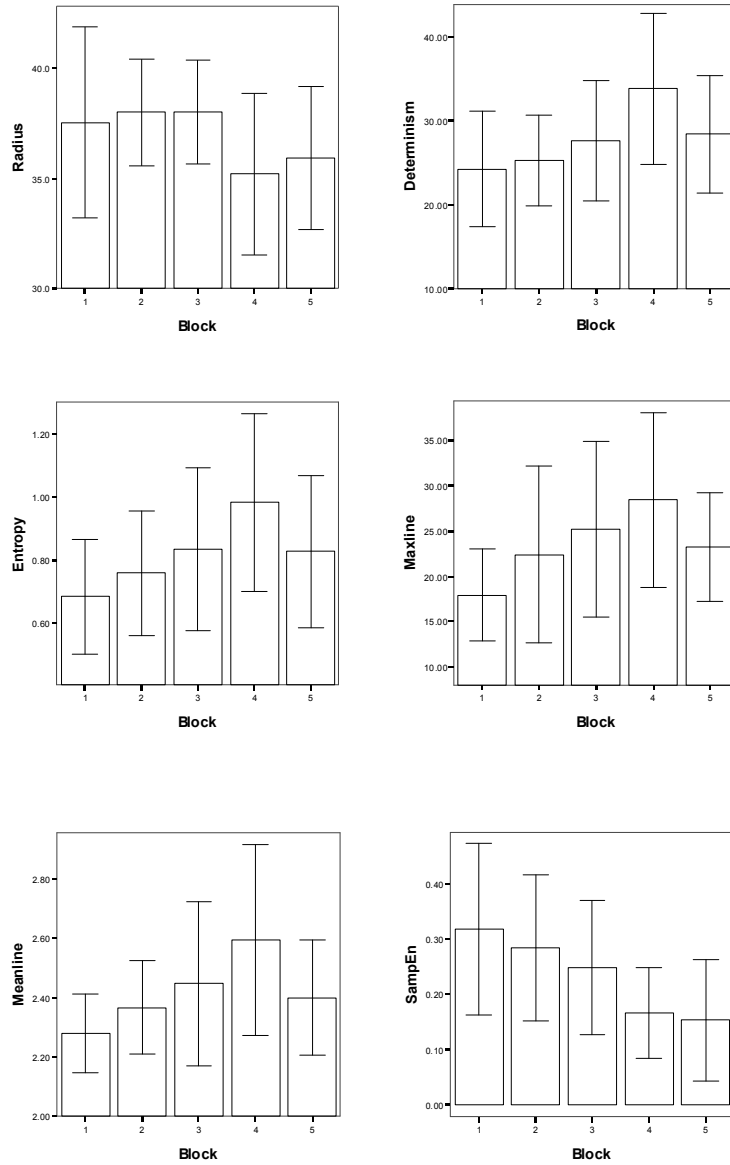 Radius
40.0
35.0
30.0
1 2 3 4 5
Block
Determinism
40.00
30.00
20.00
10.00
1 2 3 4 5
Block
Entropy
1.20
1.00
0.80
0.60
1 2 3 4 5
Block
Maxline
35.00
30.00
25.00
20.00
15.00
10.00
1 2 3 4 5
Block
Meanline
2.80
2.60
2.40
2.20
2.00
1 2 3 4 5
Block
SampEn
0.40
0.30
0.20
0.10
0.00
1 2 3 4 5
Block